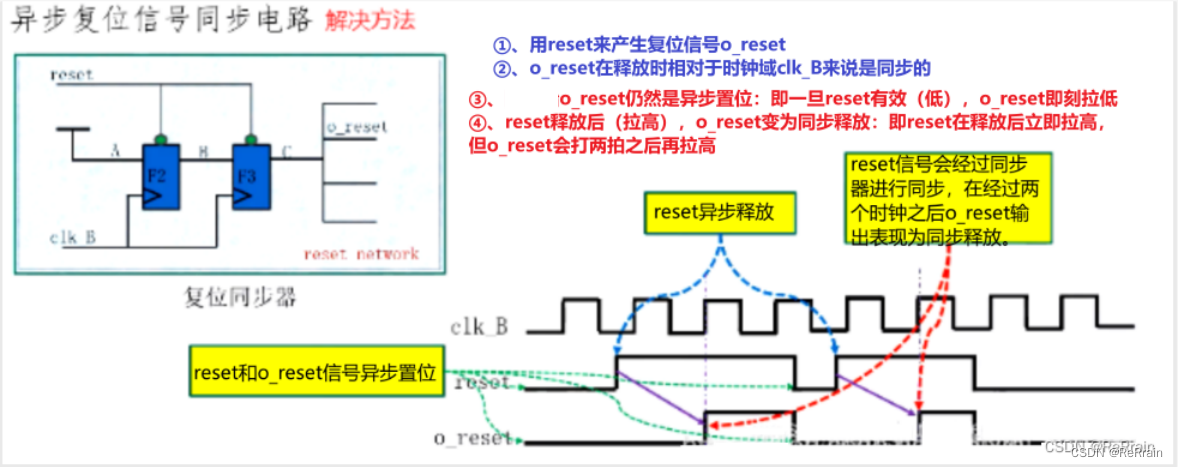 异步复位信号同步电路 解决方法
①、用reset来产生复位信号o_reset
②、o_reset在释放时相对于时钟域clk_B来说是同步的
③、o_reset仍然是异步置位：即一旦reset有效（低），o_reset即刻拉低
④、reset释放后（拉高），o_reset变为同步释放：即reset在释放后立即拉高，
但o_reset会打两拍之后再拉高
reset
o_reset
A
B
C
F2
F3
clk B
reset network
复位同步器
reset异步释放
reset信号会经过同步
器进行同步，在经过两
个时钟之后o_reset输
出表现为同步释放。
clk_B
reset和o_reset信号异步置位
reset
o_reset
CSDN @ReRrain
CSDN @ReRrain